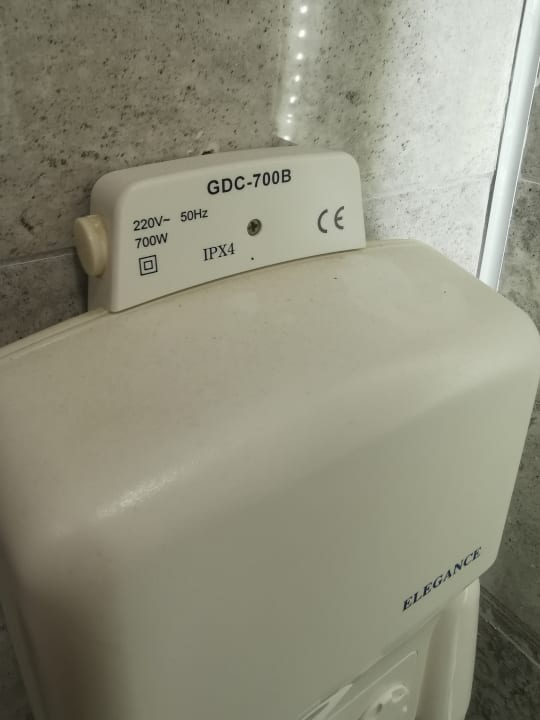 GDC-700B
220V~ 50Hz
700W
IPX4
CE
ELEGANCE